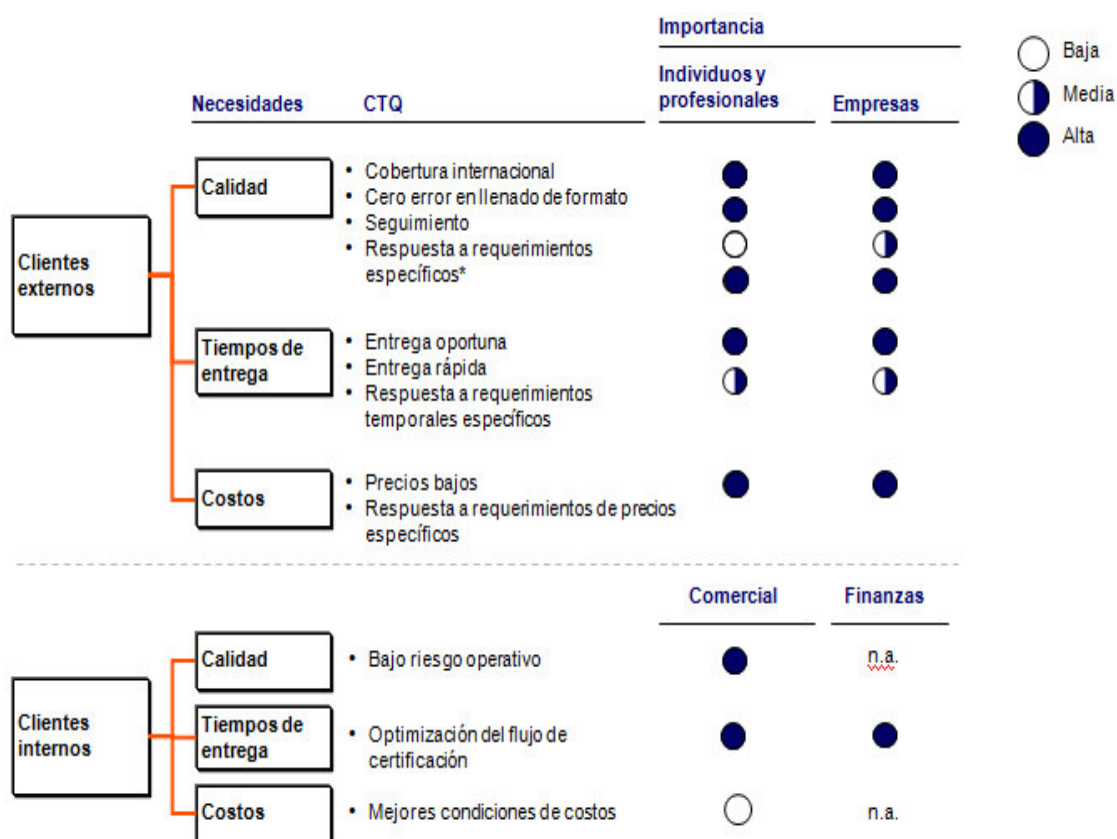 Importancia
Baja
Media
Alta
Necesidades
CTQ
Individuos y
profesionales
Empresas
Clientes
externos
Calidad
• Cobertura internacional
• Cero error en llenado de formato
• Seguimiento
• Respuesta a requerimientos
específicos*
Tiempos de
entrega
• Entrega oportuna
• Entrega rápida
• Respuesta a requerimientos
temporales específicos
Costos
• Precios bajos
• Respuesta a requerimientos de precios
específicos
Comercial
Finanzas
Clientes
internos
Calidad
• Bajo riesgo operativo
n.a.
Tiempos de
entrega
• Optimización del flujo de
certificación
Costos
• Mejores condiciones de costos
n.a.